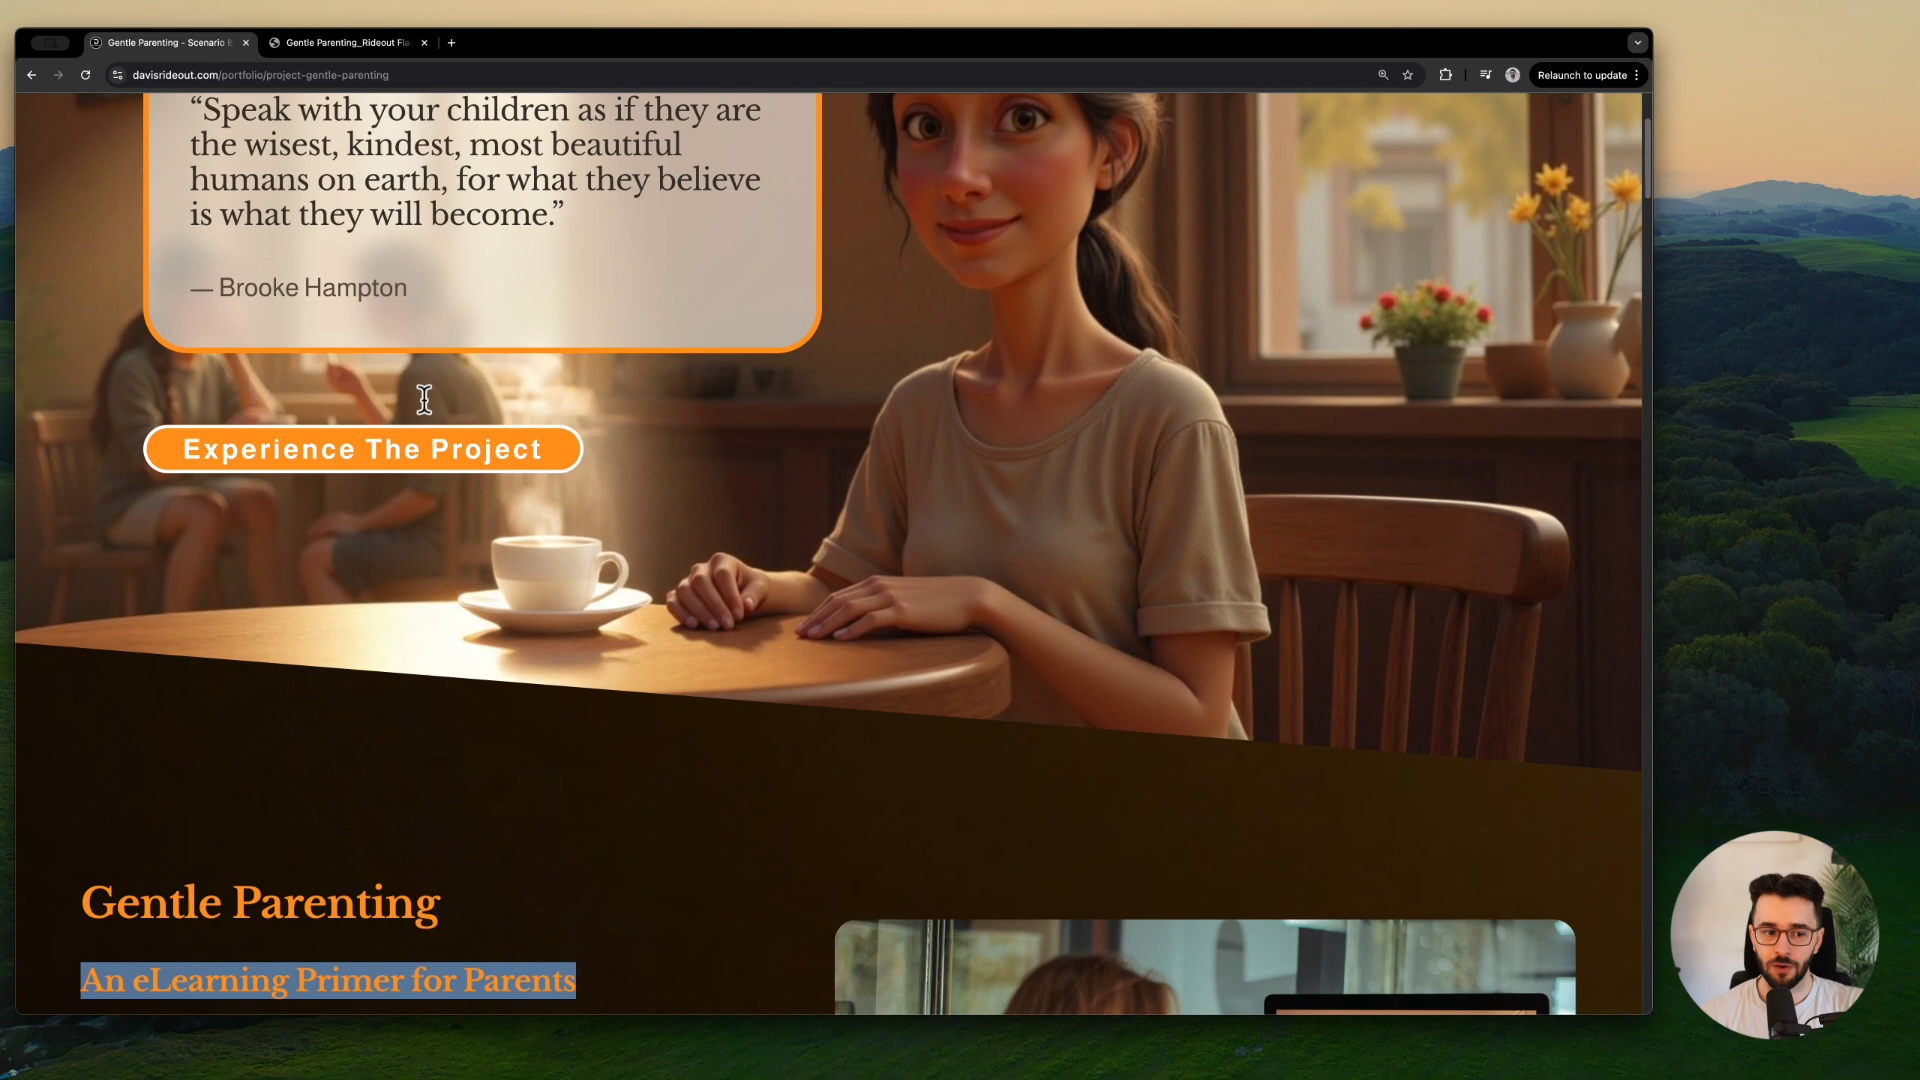 Gentle Parenting - Scenario B
Gentle Parenting_Rideout Fla
davisrideout.com/portfolio/project-gentle-parenting
Relaunch to update
“Speak with your children as if they are
the wisest, kindest, most beautiful
humans on earth, for what they believe
is what they will become.”
— Brooke Hampton
Experience The Project
Gentle Parenting
An eLearning Primer for Parents